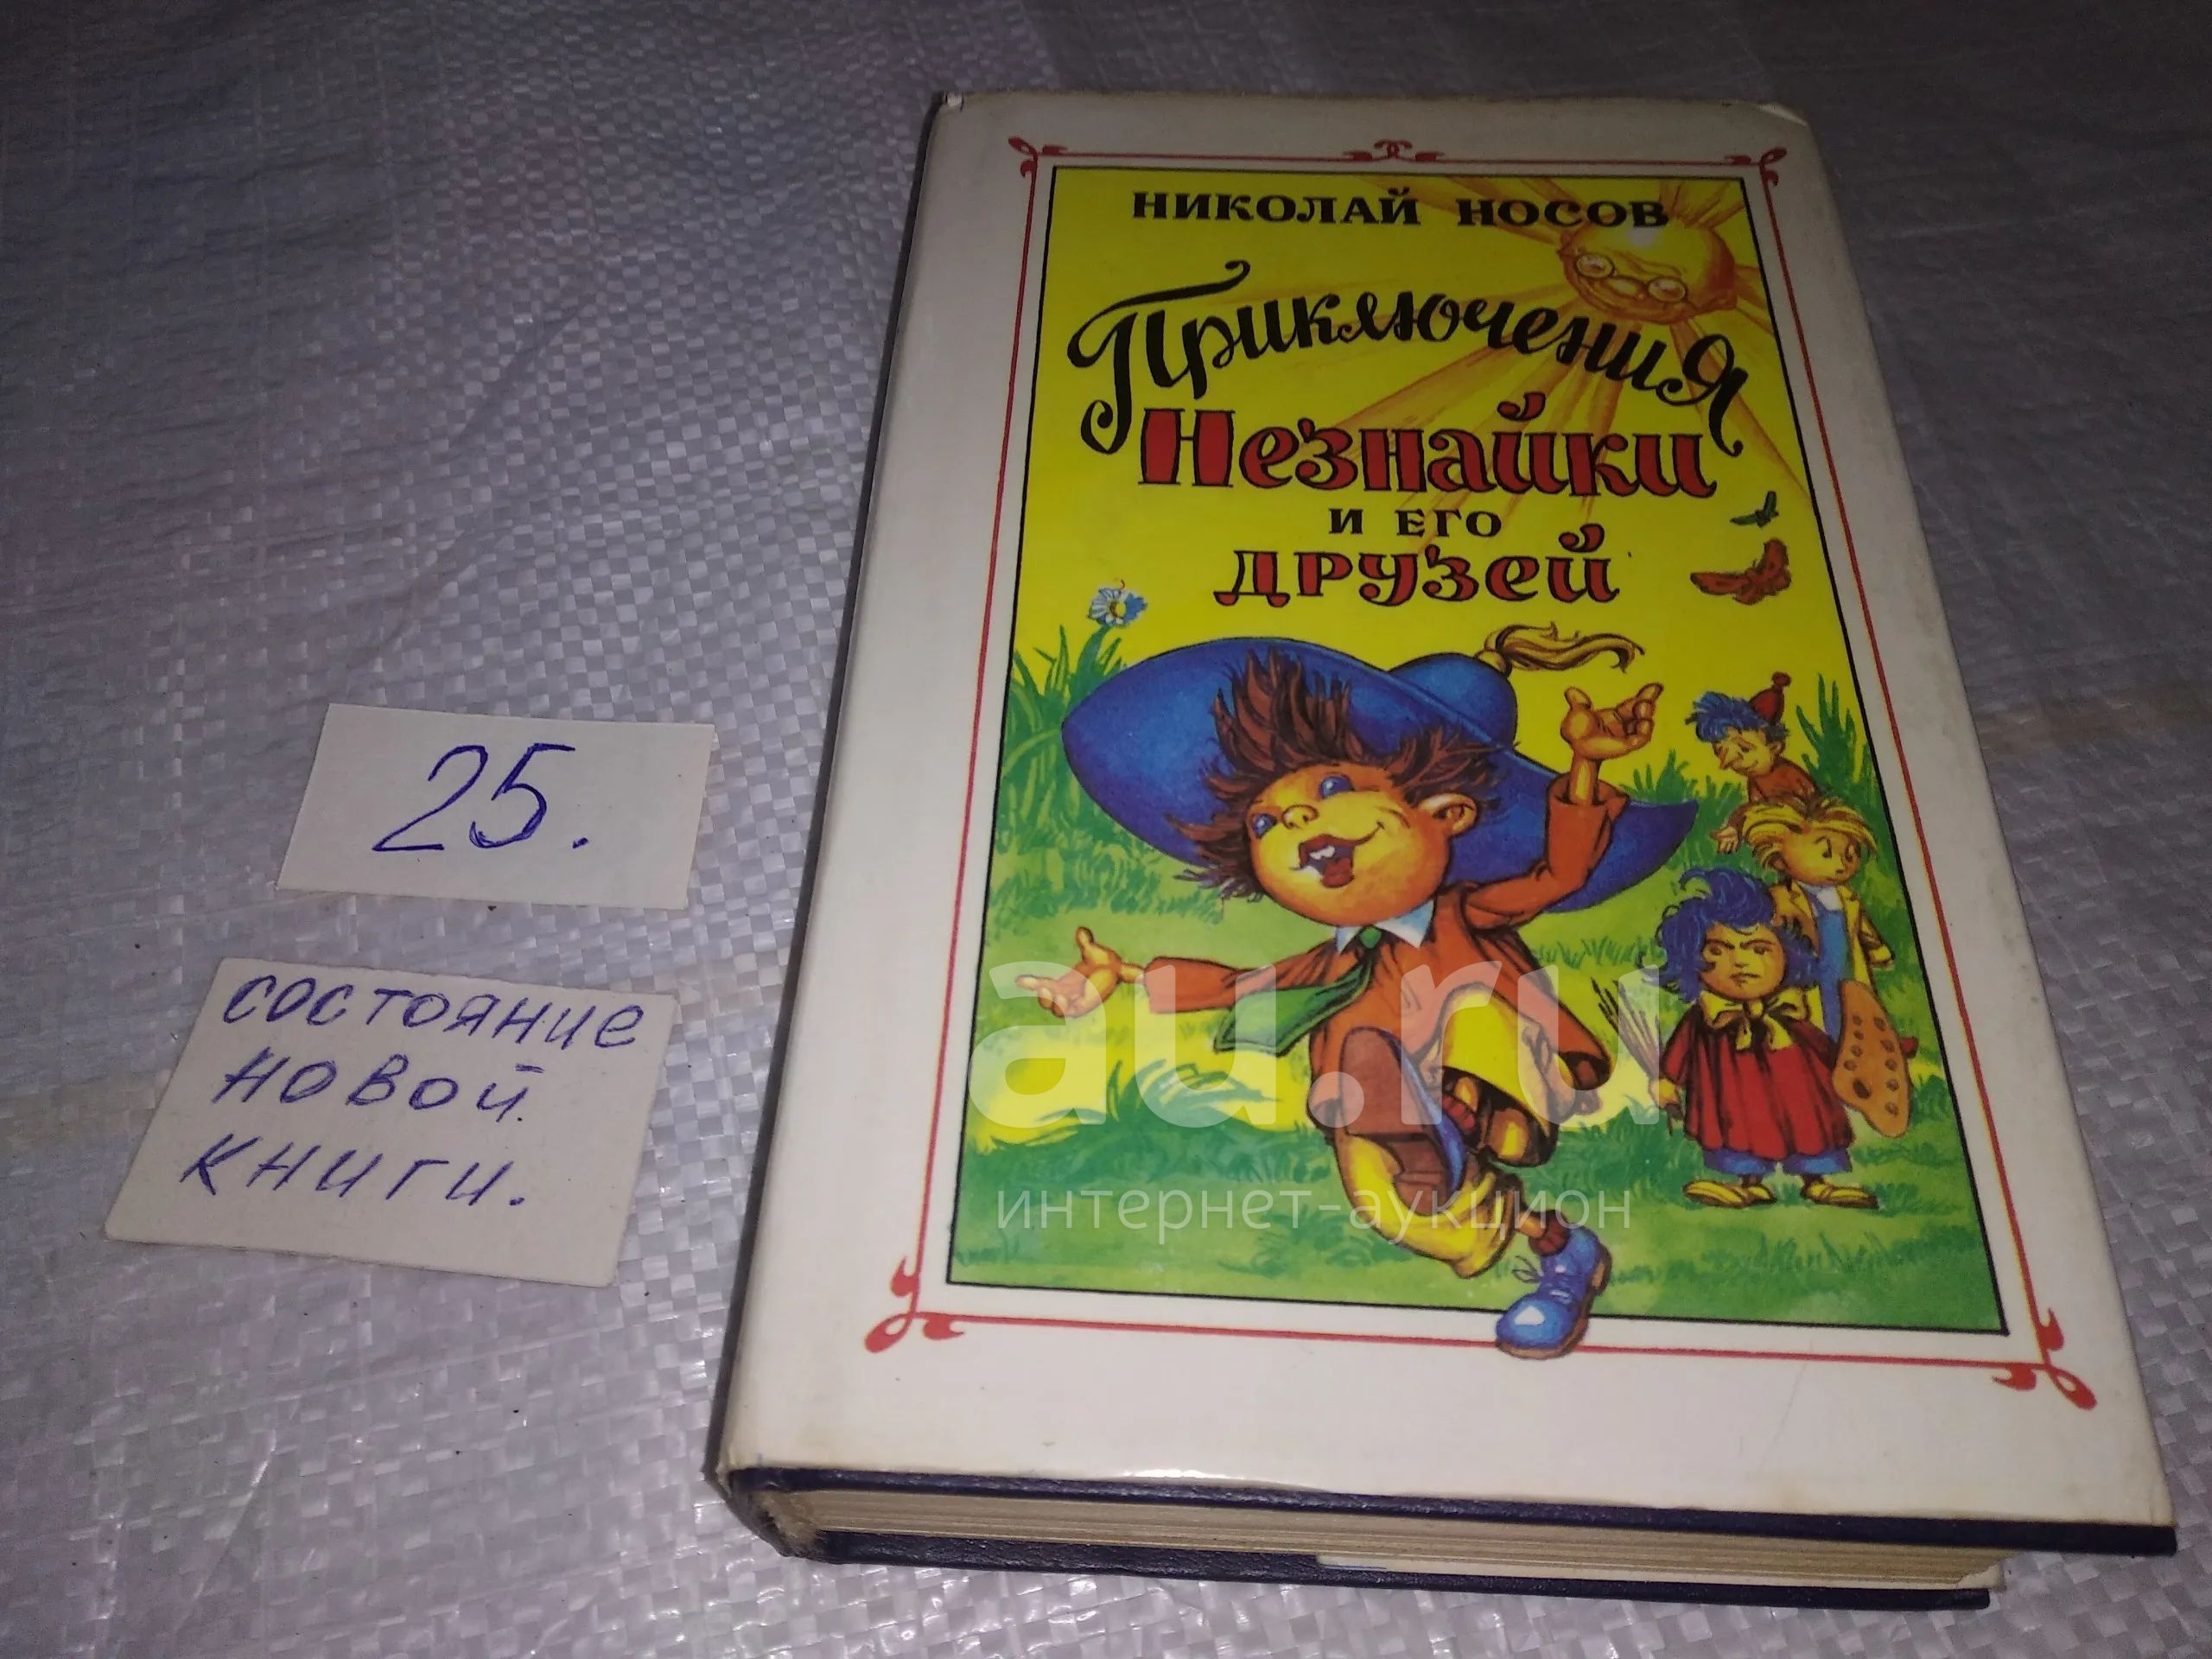 НИКОЛАЙ НОСОВ
Приключения
Незнайки
И ЕГО
ДРУЗЕЙ
25.
состояние
новой
книги.
au.ru
интернет-аукцион